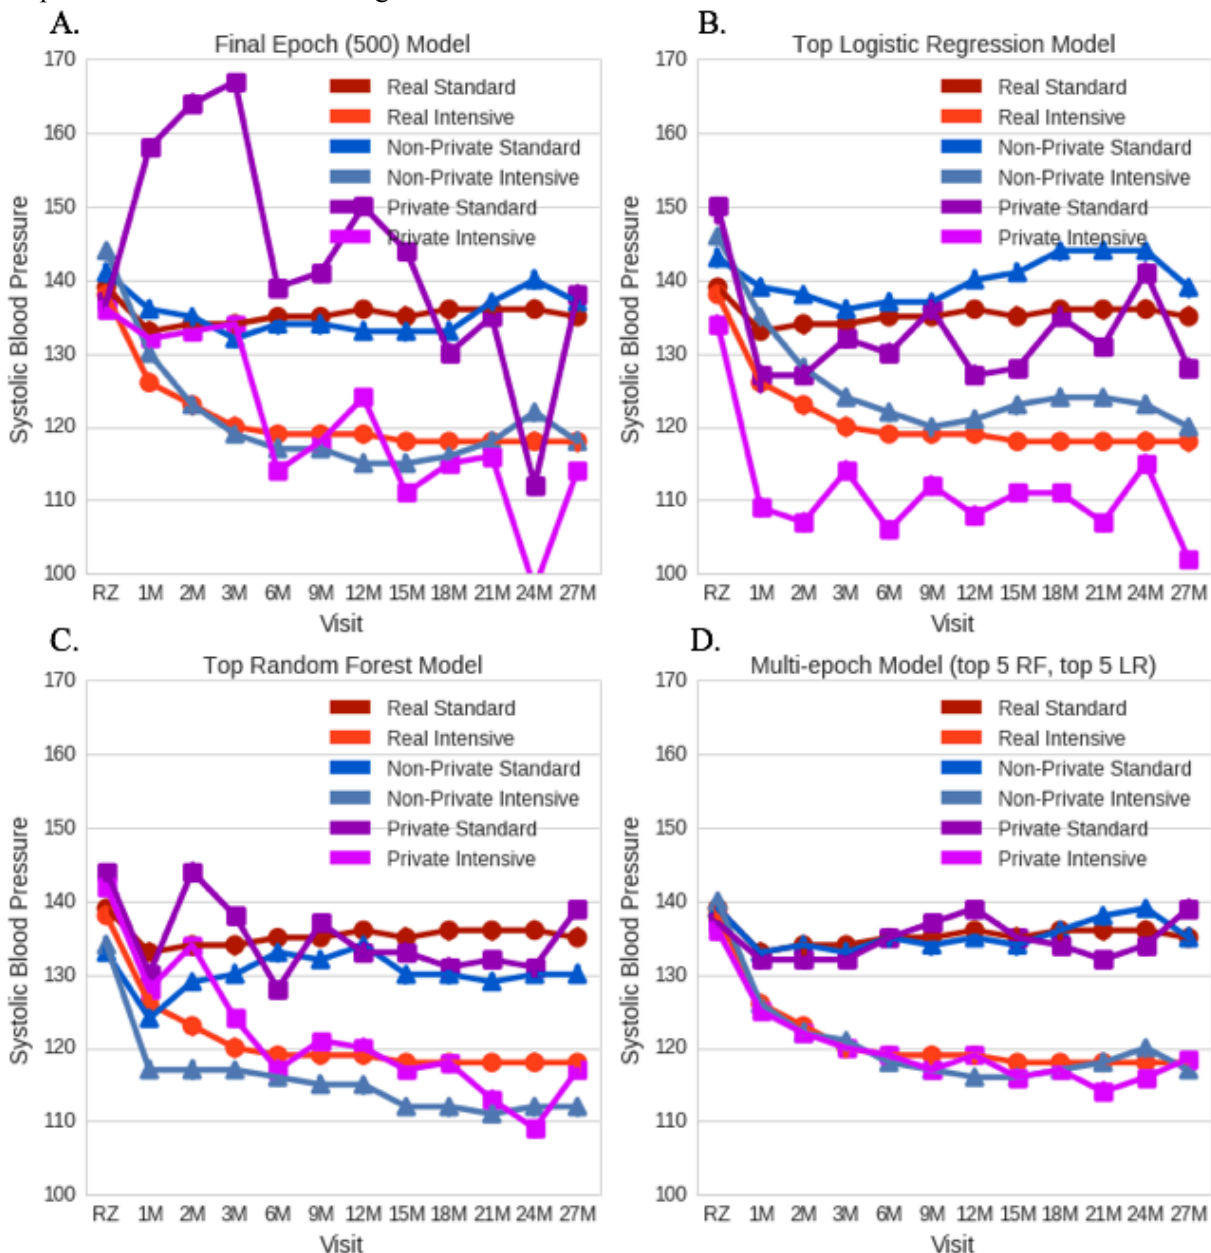 A.
Final Epoch (500) Model
170
160
150
140
130
120
110
100
Systolic Blood Pressure
Real Standard
Real Intensive
Non-Private Standard
Non-Private Intensive
Private Standard
Private Intensive
RZ 1M 2M 3M 6M 9M 12M 15M 18M 21M 24M 27M
Visit
B.
Top Logistic Regression Model
170
160
150
140
130
120
110
100
Systolic Blood Pressure
Real Standard
Real Intensive
Non-Private Standard
Non-Private Intensive
Private Standard
Private Intensive
RZ 1M 2M 3M 6M 9M 12M 15M 18M 21M 24M 27M
Visit
C.
Top Random Forest Model
170
160
150
140
130
120
110
100
Systolic Blood Pressure
Real Standard
Real Intensive
Non-Private Standard
Non-Private Intensive
Private Standard
Private Intensive
RZ 1M 2M 3M 6M 9M 12M 15M 18M 21M 24M 27M
Visit
D.
Multi-epoch Model (top 5 RF, top 5 LR)
170
160
150
140
130
120
110
100
Systolic Blood Pressure
Real Standard
Real Intensive
Non-Private Standard
Non-Private Intensive
Private Standard
Private Intensive
RZ 1M 2M 3M 6M 9M 12M 15M 18M 21M 24M 27M
Visit